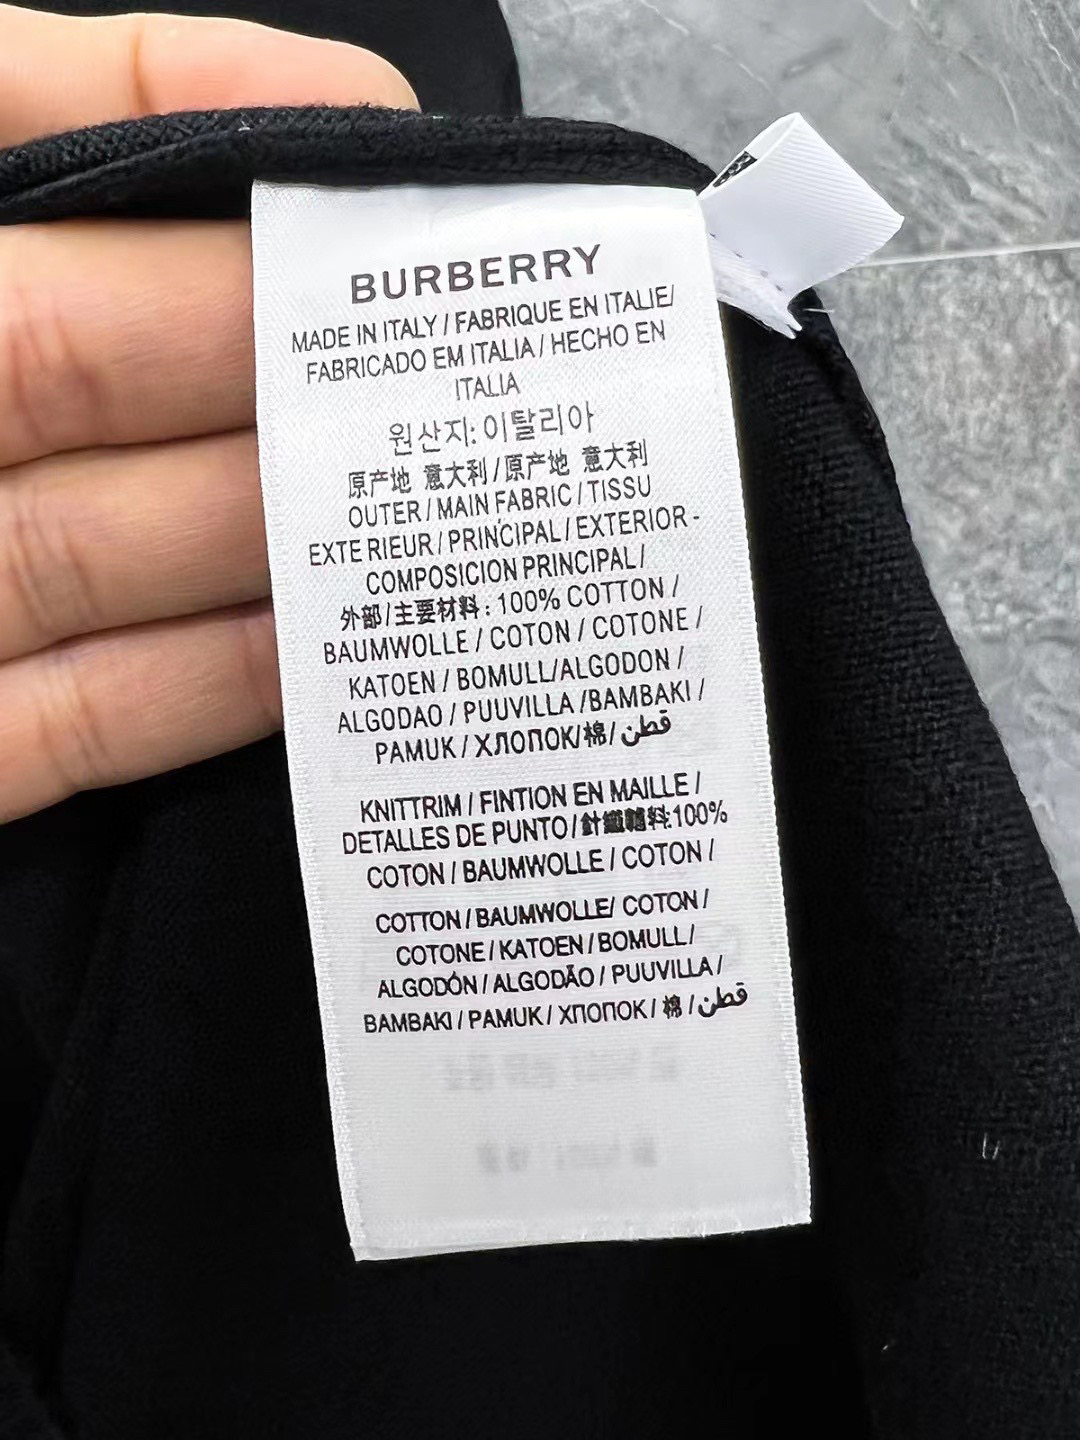 BURBERRY
MADE IN ITALY / FABRIQUE EN ITALIE/
FABRICADO EM ITALIA / HECHO EN
ITALIA
원산지: 이탈리아
原产地 意大利 / 原产地 意大利
OUTER / MAIN FABRIC / TISSU
EXTE RIEUR / PRINCIPAL / EXTERIOR -
COMPOSICION PRINCIPAL /
外部 / 主要材料 : 100% COTTON /
BAUMWOLLE / COTON / COTONE /
KATOEN / BOMULL/ALGODON /
ALGODAO / PUUVILLA /BAMBAKI /
PAMUK / ХЛОПОК/棉/ قطن
KNITTRIM / FINTION EN MAILLE /
DETALLES DE PUNTO / 針織輔料:100%
COTON / BAUMWOLLE / COTON /
COTTON / BAUMWOLLE/ COTON /
COTONE / KATOEN / BOMULL/
ALGODÓN / ALGODÃO / PUUVILLA /
BAMBAKI / PAMUK / ХЛОПОК / 棉 / قطن